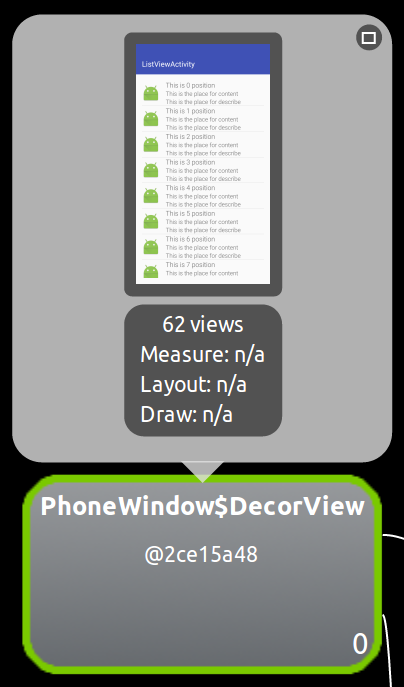 ListViewActivity
This is 0 position
This is the place for content
This is the place for describe
This is 1 position
This is the place for content
This is the place for describe
This is 2 position
This is the place for content
This is the place for describe
This is 3 position
This is the place for content
This is the place for describe
This is 4 position
This is the place for content
This is the place for describe
This is 5 position
This is the place for content
This is the place for describe
This is 6 position
This is the place for content
This is the place for describe
This is 7 position
This is the place for content
62 views
Measure: n/a
Layout: n/a
Draw: n/a
PhoneWindow$DecorView
@2ce15a48
0